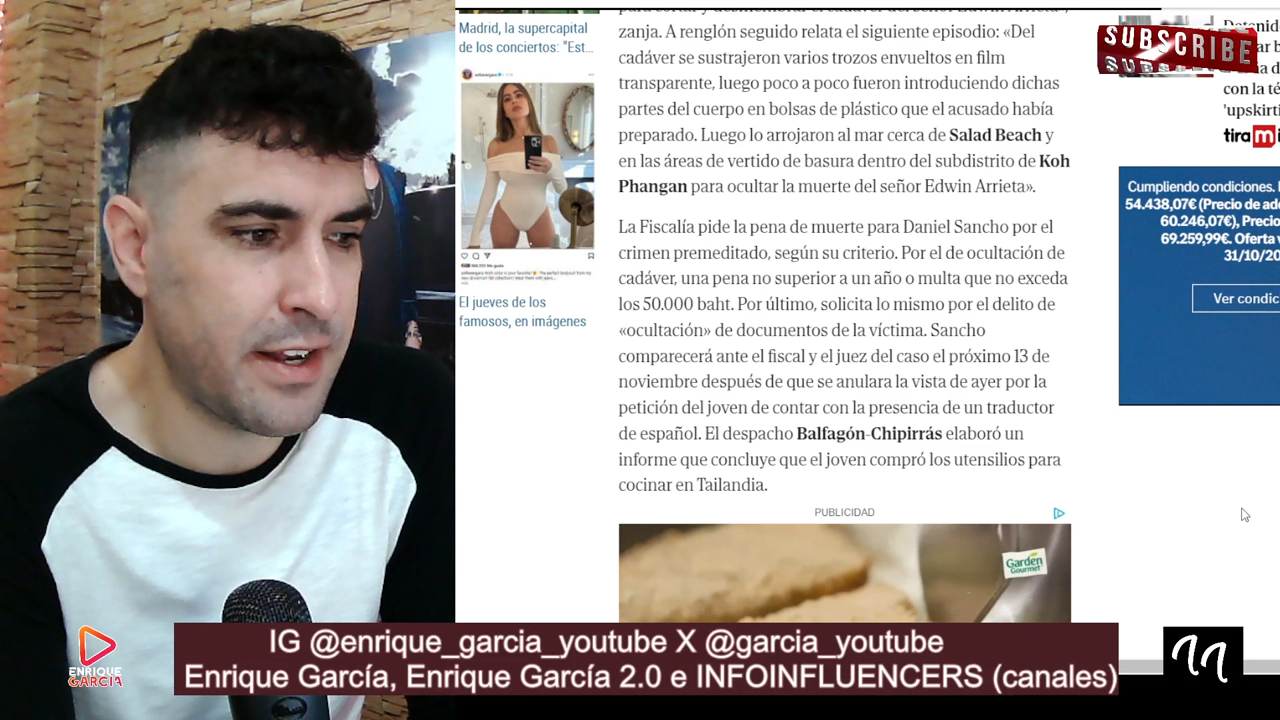 Madrid, la supercapital
de los conciertos: "Est...
El jueves de los
famosos, en imágenes
zanja. A renglón seguido relata el siguiente episodio: «Del
cadáver se sustrajeron varios trozos envueltos en film
transparente, luego poco a poco fueron introduciendo dichas
partes del cuerpo en bolsas de plástico que el acusado había
preparado. Luego lo arrojaron al mar cerca de Salad Beach y
en las áreas de vertido de basura dentro del subdistrito de Koh
Phangan para ocultar la muerte del señor Edwin Arrieta».
La Fiscalía pide la pena de muerte para Daniel Sancho por el
crimen premeditado, según su criterio. Por el de ocultación de
cadáver, una pena no superior a un año o multa que no exceda
los 50.000 baht. Por último, solicita lo mismo por el delito de
«ocultación» de documentos de la víctima. Sancho
comparecerá ante el fiscal y el juez del caso el próximo 13 de
noviembre después de que se anulara la vista de ayer por la
petición del joven de contar con la presencia de un traductor
de español. El despacho Balfagón-Chipirrás elaboró un
informe que concluye que el joven compró los utensilios para
cocinar en Tailandia.
PUBLICIDAD
Garden
Gourmet
SUBSCRIBE
con la té
'upskirti
tiram
Cumpliendo condiciones.
54.438,07€ (Precio de ad
60.246,07€), Preci
69.259,99€. Oferta
31/10/20
Ver condic
ENRIQUE
GARCÍA
IG @enrique_garcia_youtube X @garcia_youtube
Enrique García, Enrique García 2.0 e INFOINFLUENCERS (canales)